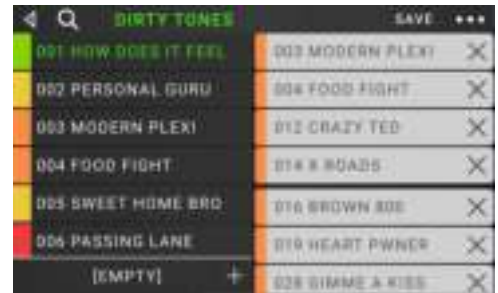 DIRTY TONES
SAVE
001 HOW DOES IT FEEL
002 PERSONAL GURU
003 MODERN PLEXI
004 FOOD FIGHT
005 SWEET HOME BRO
006 PASSING LANE
[EMPTY]
003 MODERN PLEXI
004 FOOD FIGHT
012 CRAZY TED
014 X ROADS
016 BROWN 800
019 HEART PWNER
028 GIMME A KISS